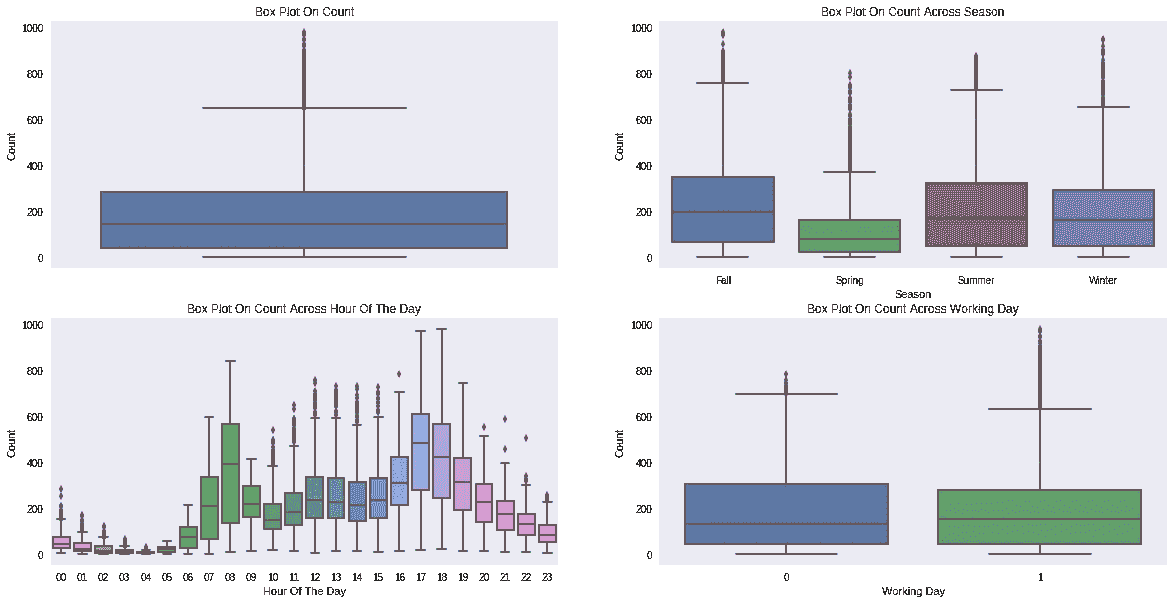 Box Plot On Count
1000
800
600
400
200
0
Count
Box Plot On Count Across Season
1000
800
600
400
200
0
Count
Fall Spring Summer Winter
Season
Box Plot On Count Across Hour Of The Day
1000
800
600
400
200
0
Count
00 01 02 03 04 05 06 07 08 09 10 11 12 13 14 15 16 17 18 19 20 21 22 23
Hour Of The Day
Box Plot On Count Across Working Day
1000
800
600
400
200
0
Count
0 1
Working Day